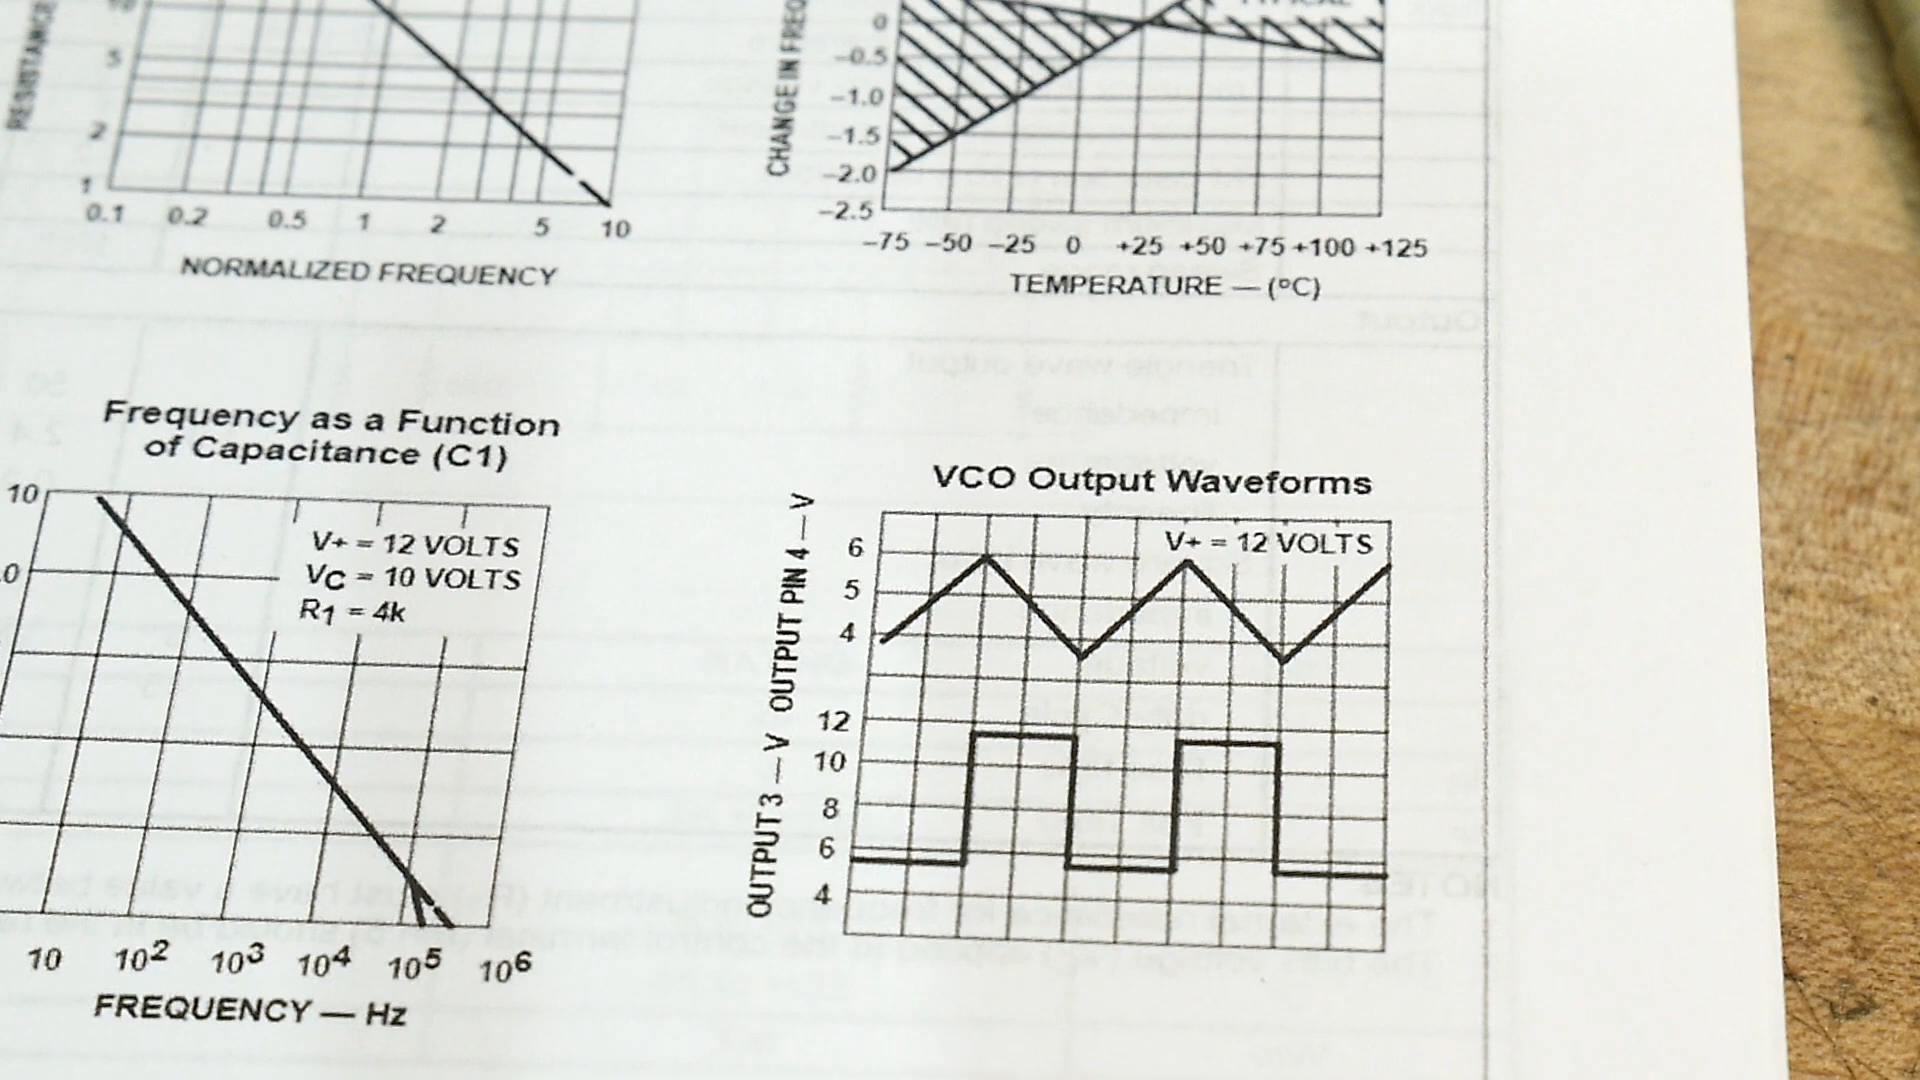 RESISTANCE
5
2
1
0.1 0.2 0.5 1 2 5 10
NORMALIZED FREQUENCY
CHANGE IN FREQ
0
−0.5
−1.0
−1.5
−2.0
−2.5
−75 −50 −25 0 +25 +50 +75 +100 +125
TEMPERATURE — (°C)
Frequency as a Function
of Capacitance (C1)
10
.0
V+ = 12 VOLTS
VC = 10 VOLTS
R1 = 4k
10 10² 10³ 10⁴ 10⁵ 10⁶
FREQUENCY — Hz
VCO Output Waveforms
OUTPUT 3 — V OUTPUT PIN 4 — V
V+ = 12 VOLTS
6
5
4
12
10
8
6
4